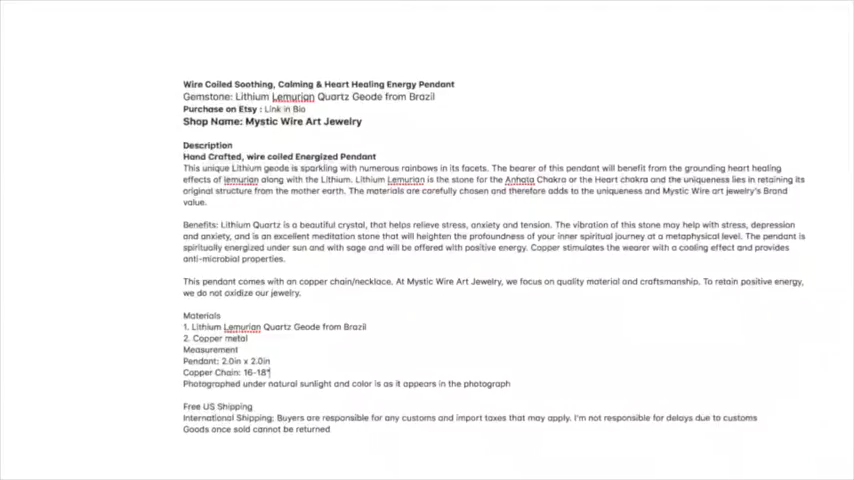 Wire Coiled Soothing, Calming & Heart Healing Energy Pendant
Gemstone: Lithium Lemurian Quartz Geode from Brazil
Purchase on Etsy : Link in Bio
Shop Name: Mystic Wire Art Jewelry
Description
Hand Crafted, wire coiled Energized Pendant
This unique Lithium geode is sparkling with numerous rainbows in its facets. The bearer of this pendant will benefit from the grounding heart healing
effects of lemurian along with the Lithium. Lithium Lemurian is the stone for the Anhata Chakra or the Heart chakra and the uniqueness lies in retaining its
original structure from the mother earth. The materials are carefully chosen and therefore adds to the uniqueness and Mystic Wire art jewelry's Brand
value.
Benefits: Lithium Quartz is a beautiful crystal, that helps relieve stress, anxiety and tension. The vibration of this stone may help with stress, depression
and anxiety, and is an excellent meditation stone that will heighten the profoundness of your inner spiritual journey at a metaphysical level. The pendant is
spiritually energized under sun and with sage and will be offered with positive energy. Copper stimulates the wearer with a cooling effect and provides
anti-microbial properties.
This pendant comes with an copper chain/necklace. At Mystic Wire Art Jewelry, we focus on quality material and craftsmanship. To retain positive energy,
we do not oxidize our jewelry.
Materials
1. Lithium Lemurian Quartz Geode from Brazil
2. Copper metal
Measurement
Pendant: 2.0in x 2.0in
Copper Chain: 16-18"
Photographed under natural sunlight and color is as it appears in the photograph
Free US Shipping
International Shipping: Buyers are responsible for any customs and import taxes that may apply. I'm not responsible for delays due to customs
Goods once sold cannot be returned